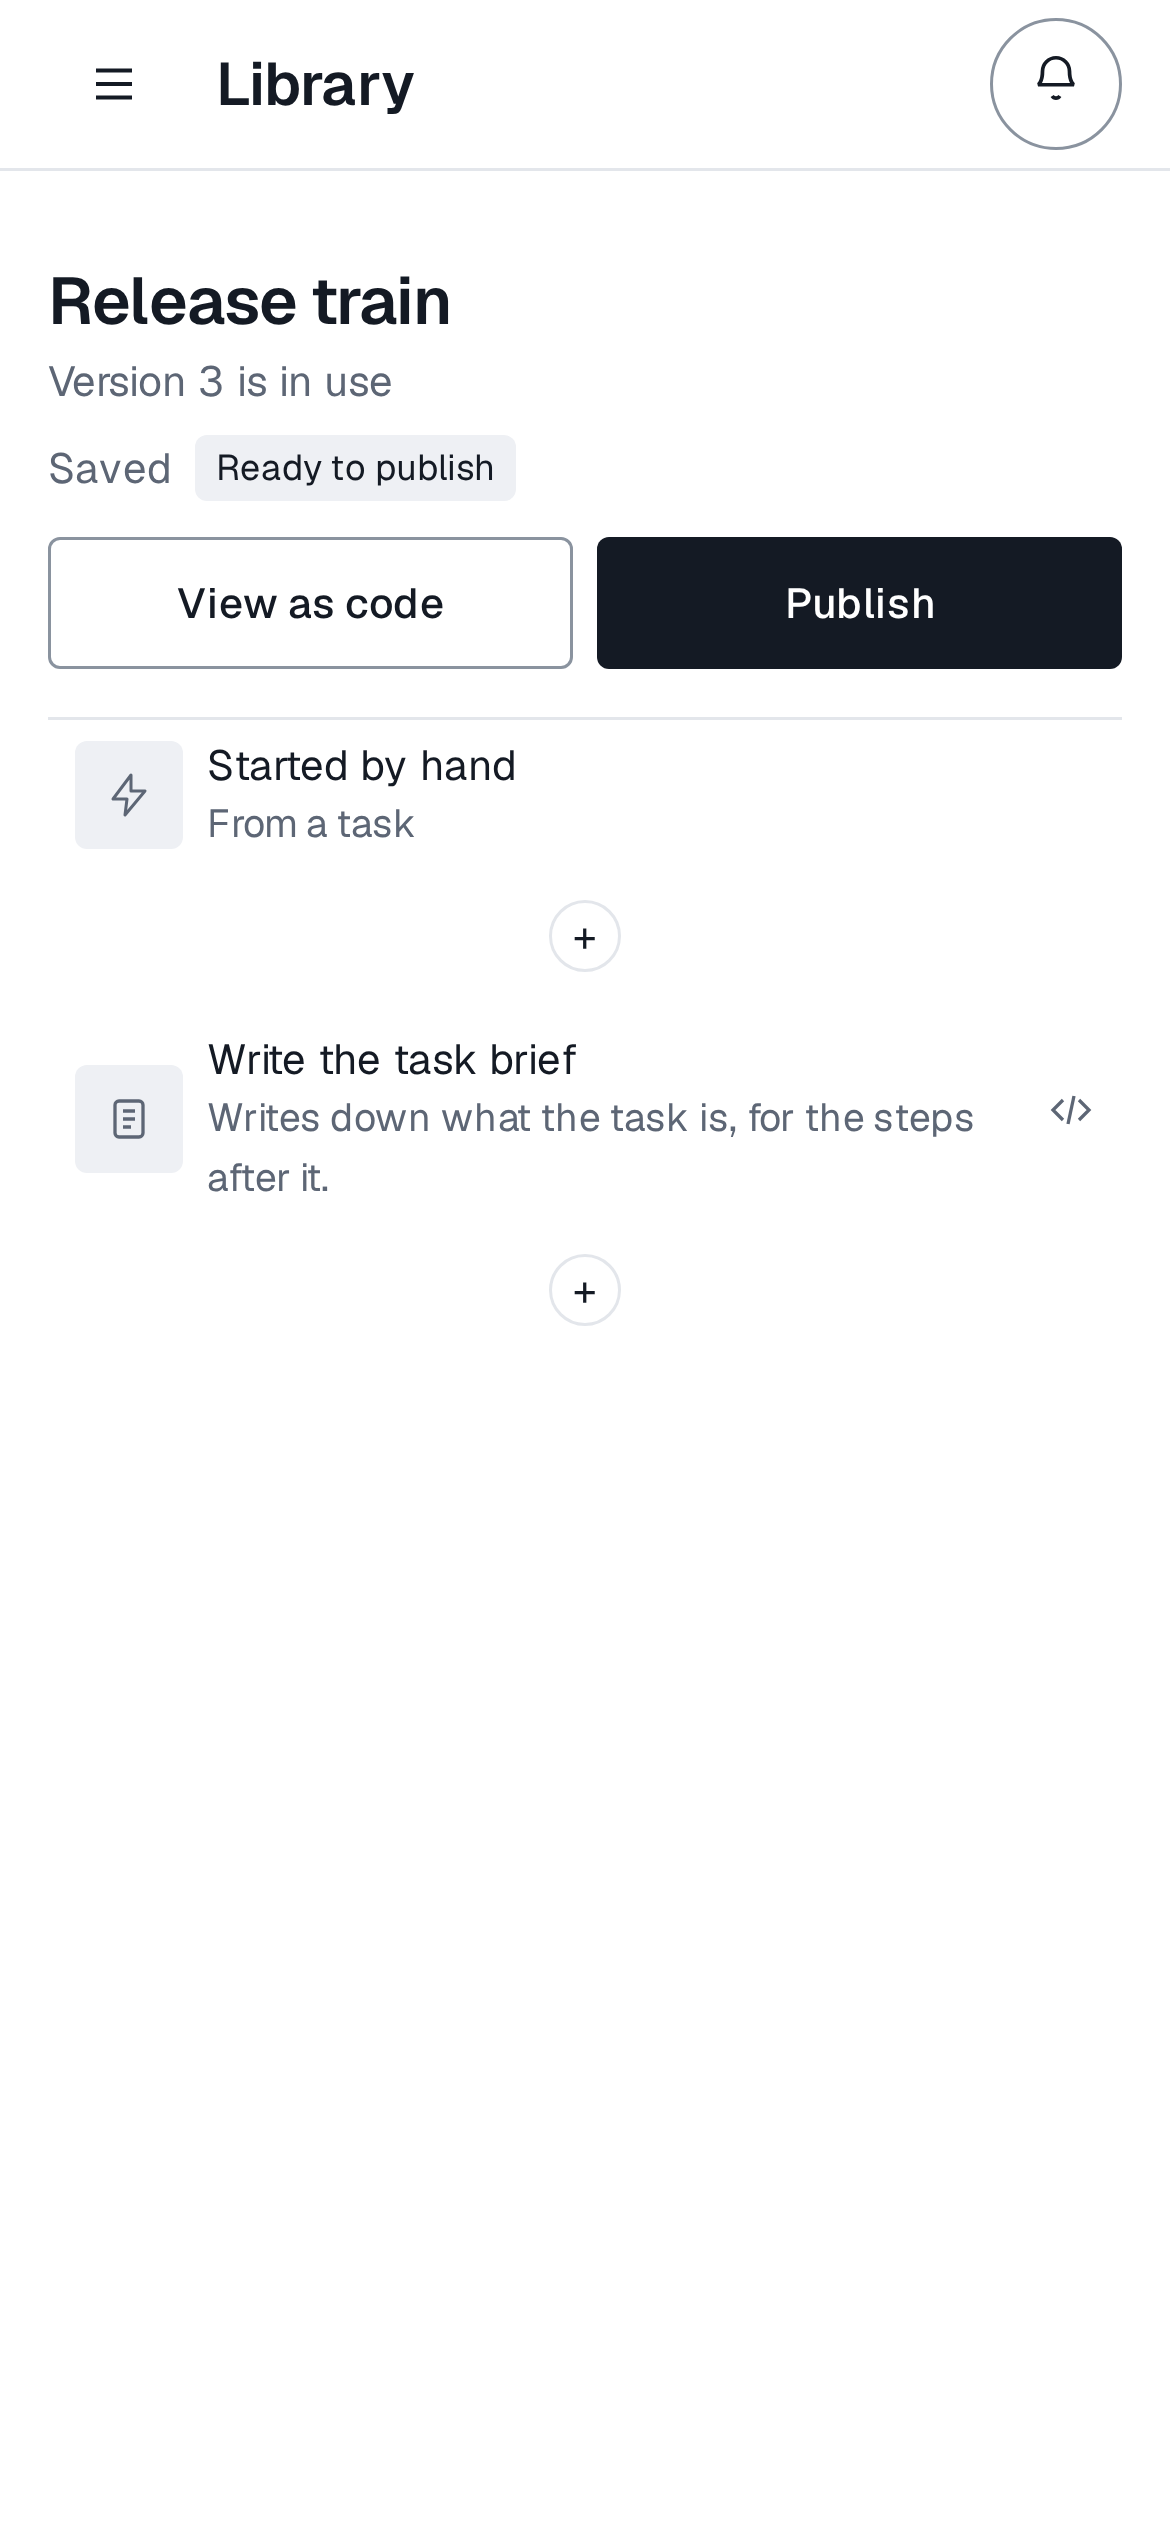 Library
Release train
Version 3 is in use
Saved
Ready to publish
View as code
Publish
Started by hand
From a task
+
Write the task brief
Writes down what the task is, for the steps
after it.
+